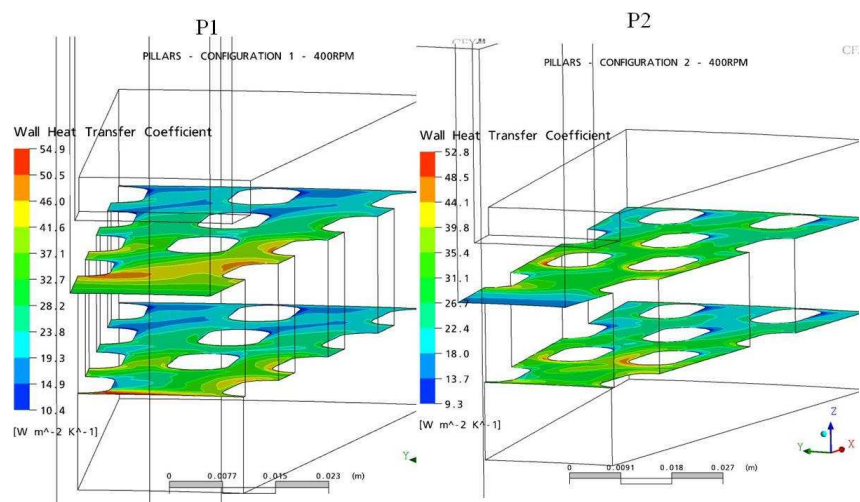 P1
PILLARS - CONFIGURATION 1 - 400RPM
Wall Heat Transfer Coefficient
54.9
50.5
46.0
41.6
37.1
32.7
28.2
23.8
19.3
14.9
10.4
[W m^-2 K^-1]
0 0.0077 0.015 0.023 (m)
Y
P2
PILLARS - CONFIGURATION 2 - 400RPM
Wall Heat Transfer Coefficient
52.8
48.5
44.1
39.8
35.4
31.1
26.7
22.4
18.0
13.7
9.3
[W m^-2 K^-1]
0 0.0091 0.018 0.027 (m)
Z
Y X